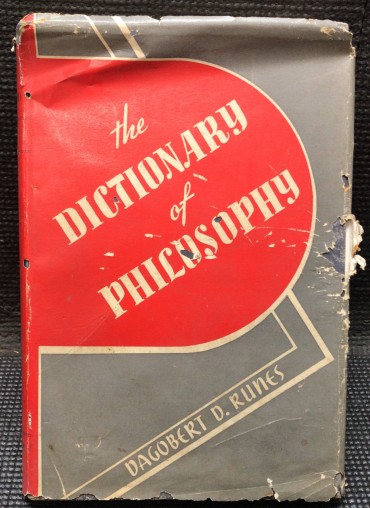 the
DICTIONARY
of
PHILOSOPHY
DAGOBERT D. RUNES